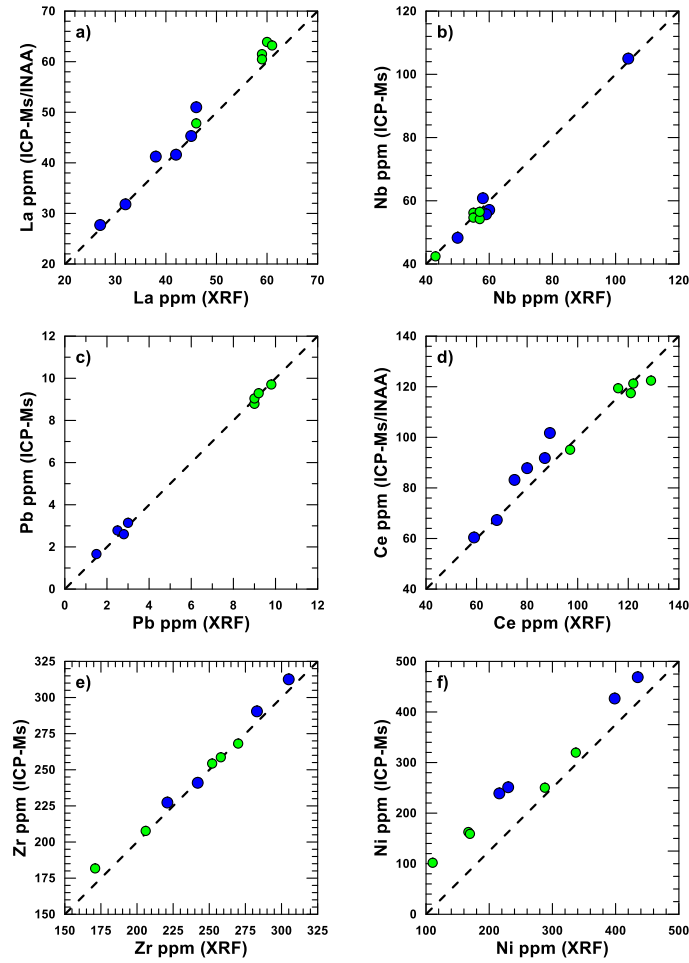 a)
70
60
50
40
30
20
20 30 40 50 60 70
La ppm (ICP-Ms/INAA)
La ppm (XRF)
b)
120
100
80
60
40
40 60 80 100 120
Nb ppm (ICP-Ms)
Nb ppm (XRF)
c)
12
10
8
6
4
2
0
0 2 4 6 8 10 12
Pb ppm (ICP-Ms)
Pb ppm (XRF)
d)
140
120
100
80
60
40
40 60 80 100 120 140
Ce ppm (ICP-Ms/INAA)
Ce ppm (XRF)
e)
325
300
275
250
225
200
175
150
150 175 200 225 250 275 300 325
Zr ppm (ICP-Ms)
Zr ppm (XRF)
f)
500
400
300
200
100
0
100 200 300 400 500
Ni ppm (ICP-Ms)
Ni ppm (XRF)